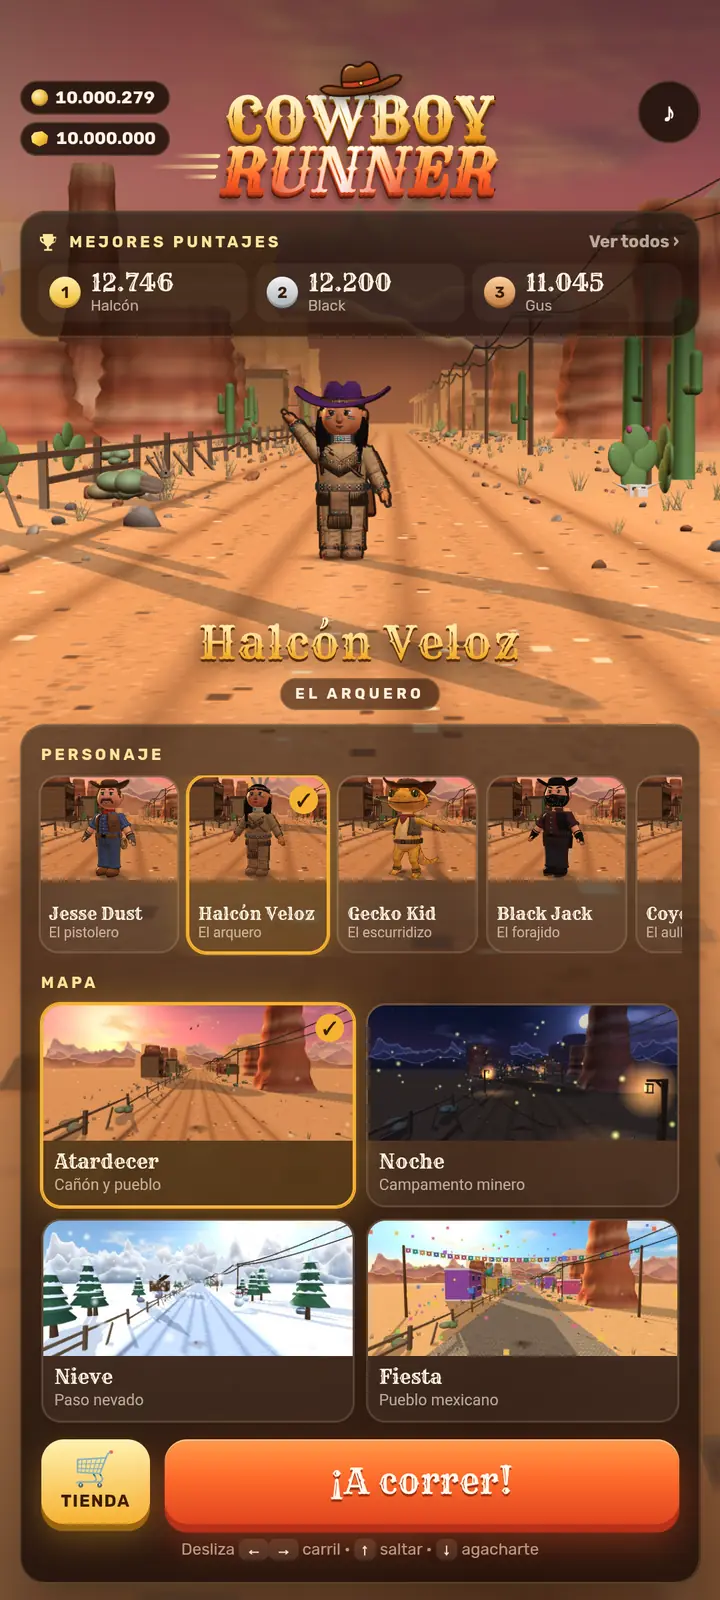 10.000.279
10.000.000
COWBOY
RUNNER
♪
MEJORES PUNTAJES
Ver todos ›
1
12.746
Halcón
2
12.200
Black
3
11.045
Gus
Halcón Veloz
EL ARQUERO
PERSONAJE
Jesse Dust
El pistolero
Halcón Veloz
El arquero
Gecko Kid
El escurridizo
Black Jack
El forajido
MAPA
Atardecer
Cañón y pueblo
Noche
Campamento minero
Nieve
Paso nevado
Fiesta
Pueblo mexicano
TIENDA
¡A correr!
Desliza ← → carril • ↑ saltar • ↓ agacharte